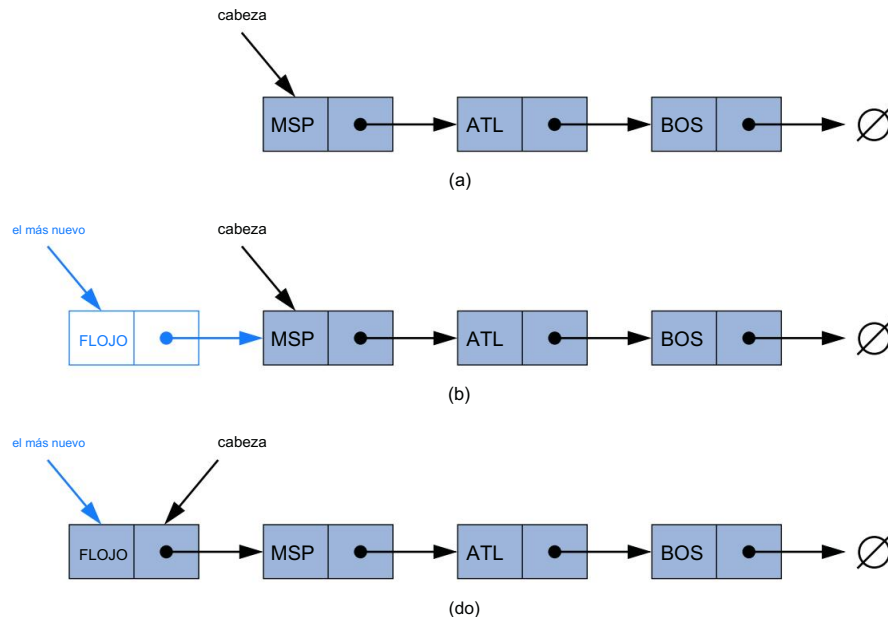 cabeza
MSP ATL BOS
(a)
el más nuevo cabeza
FLOJO MSP ATL BOS
(b)
el más nuevo cabeza
FLOJO MSP ATL BOS
(do)